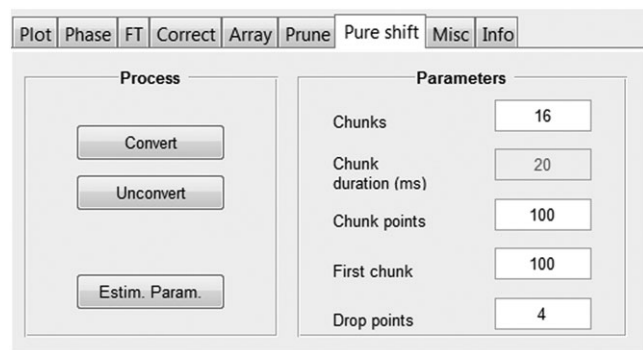 Plot Phase FT Correct Array Prune Pure shift Misc Info
Process
Convert
Unconvert
Estim. Param.
Parameters
Chunks 16
Chunk
duration (ms) 20
Chunk points 100
First chunk 100
Drop points 4